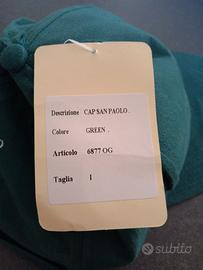 Descrizione CAP SAN PAOLO .
Colore GREEN .
Articolo 6877 OG
Taglia 1
subito